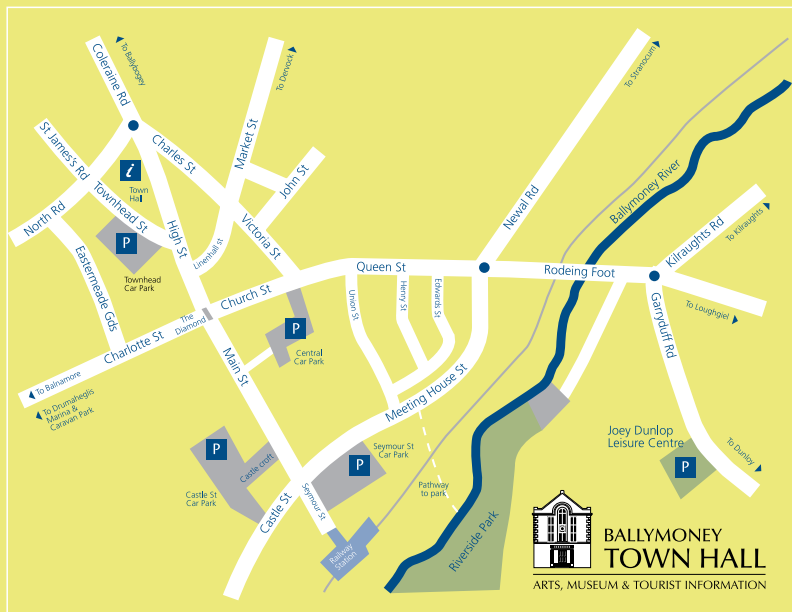 To Ballybogey
Coleraine Rd
To Dervock
To Stranocum
St James's Rd
Charles St
Market St
John St
i
Town
Hall
Townhead St
North Rd
High St
Linenhall st
Victoria St
P
Townhead
Car Park
Eastermeade Gds
Newal Rd
Ballymoney River
Kilraughts Rd
To Kilraughts
Queen St
Rodeing Foot
Church St
Union St
Henry St
Edwards St
To Loughgiel
Garryduff Rd
The
Diamond
Charlotte St
P
Central
Car Park
Main St
To Balnamore
To Drumaheglis
Marina &
Caravan Park
Meeting House St
Joey Dunlop
Leisure Centre
P
To Dunloy
P
Castle croft
Castle St
Car Park
Seymour St
Car Park
P
Castle St
Seymour St
Pathway
to park
Railway
Station
Riverside Park
BALLYMONEY
TOWN HALL
ARTS, MUSEUM & TOURIST INFORMATION